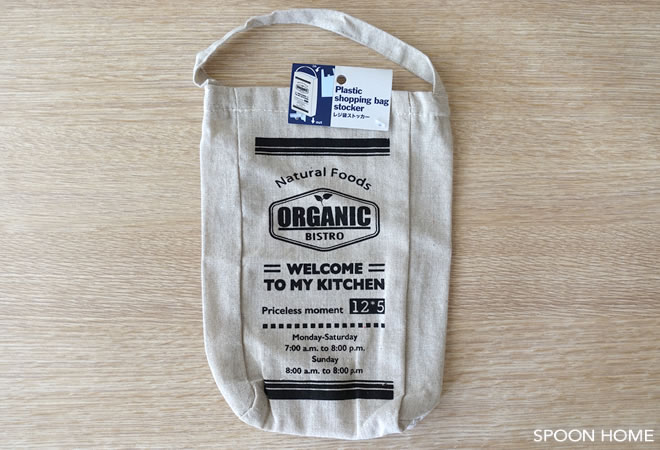 Plastic
shopping bag
stocker
レジ袋ストッカー
out
Natural Foods
ORGANIC
BISTRO
WELCOME
TO MY KITCHEN
Priceless moment 12*5
Monday-Saturday
7:00 a.m. to 8:00 p.m.
Sunday
8:00 a.m. to 8:00 p.m
SPOON HOME